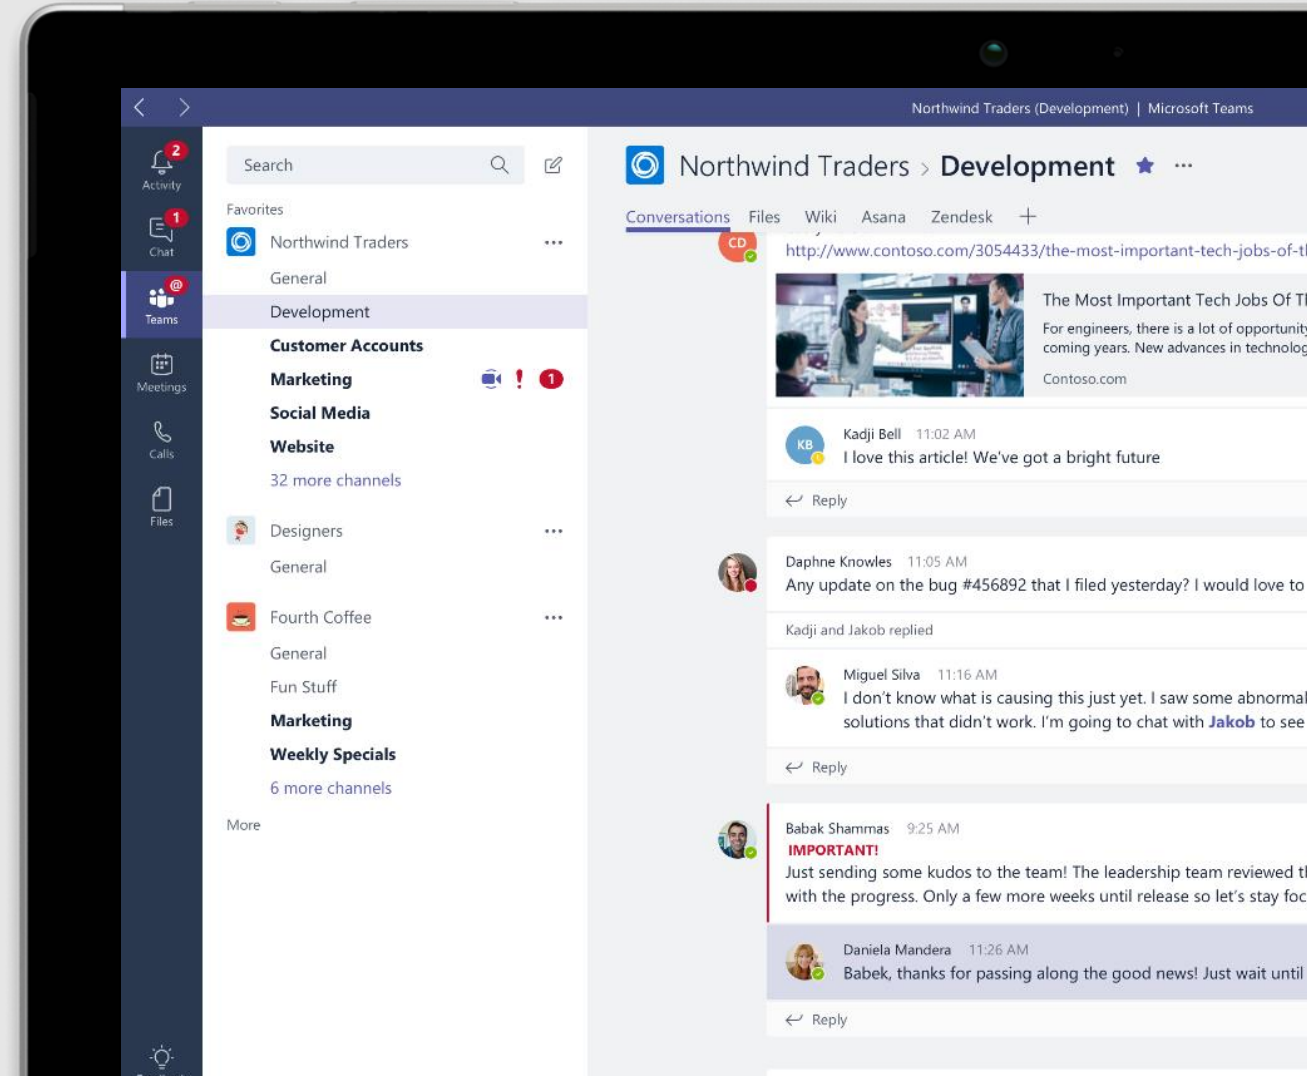 Northwind Traders (Development) | Microsoft Teams
2
Activity
1
Chat
@
Teams
Meetings
Calls
Files
Search
Favorites
Northwind Traders
General
Development
Customer Accounts
Marketing
! 1
Social Media
Website
32 more channels
Designers
General
Fourth Coffee
General
Fun Stuff
Marketing
Weekly Specials
6 more channels
More
Northwind Traders > Development
Conversations Files Wiki Asana Zendesk +
CD
http://www.contoso.com/3054433/the-most-important-tech-jobs-of-t
The Most Important Tech Jobs Of
For engineers, there is a lot of opportunity
coming years. New advances in
Contoso.com
KB
Kadji Bell 11:02 AM
I love this article! We've got a bright future
Reply
Daphne Knowles 11:05 AM
Any update on the bug #456892 that I filed yesterday? I would love to
Kadji and Jakob replied
Miguel Silva 11:16 AM
I don't know what is causing this just yet. I saw some abnormal
solutions that didn't work. I'm going to chat with Jakob to see
Reply
Babak Shammas 9:25 AM
IMPORTANT!
Just sending some kudos to the team! The leadership team reviewed
with the progress. Only a few more weeks until release so let's stay
Daniela Mandera 11:26 AM
Babek, thanks for passing along the good news! Just wait until
Reply